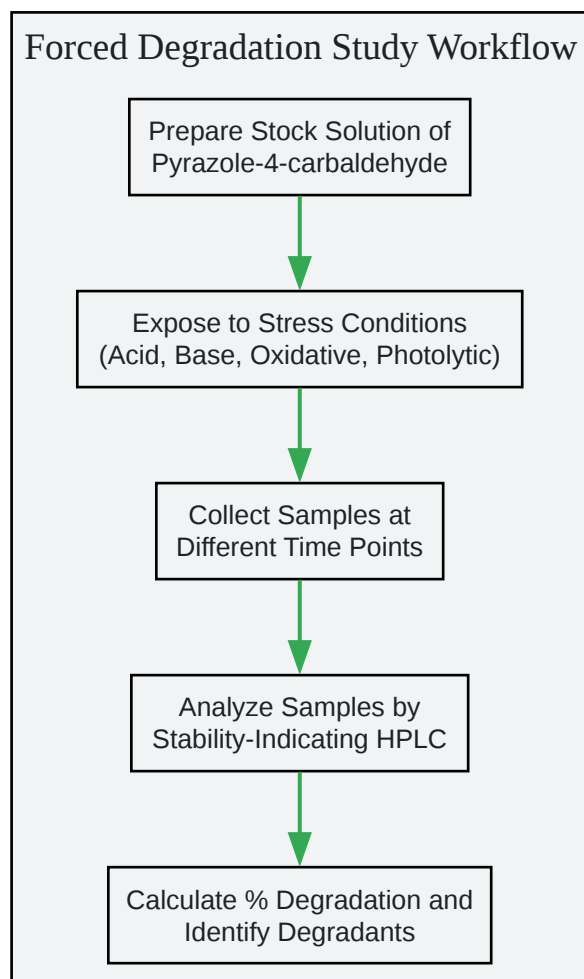 Forced Degradation Study Workflow
Prepare Stock Solution of
Pyrazole-4-carbaldehyde
Expose to Stress Conditions
(Acid, Base, Oxidative, Photolytic)
Collect Samples at
Different Time Points
Analyze Samples by
Stability-Indicating HPLC
Calculate % Degradation and
Identify Degradants